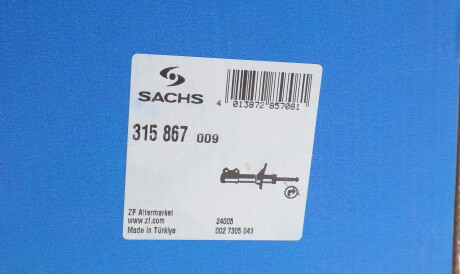 SACHS
4 013872 857081
315 867 009
ZF Aftermarket
www.zf.com 24005
Made in Türkiye 002 7305 043